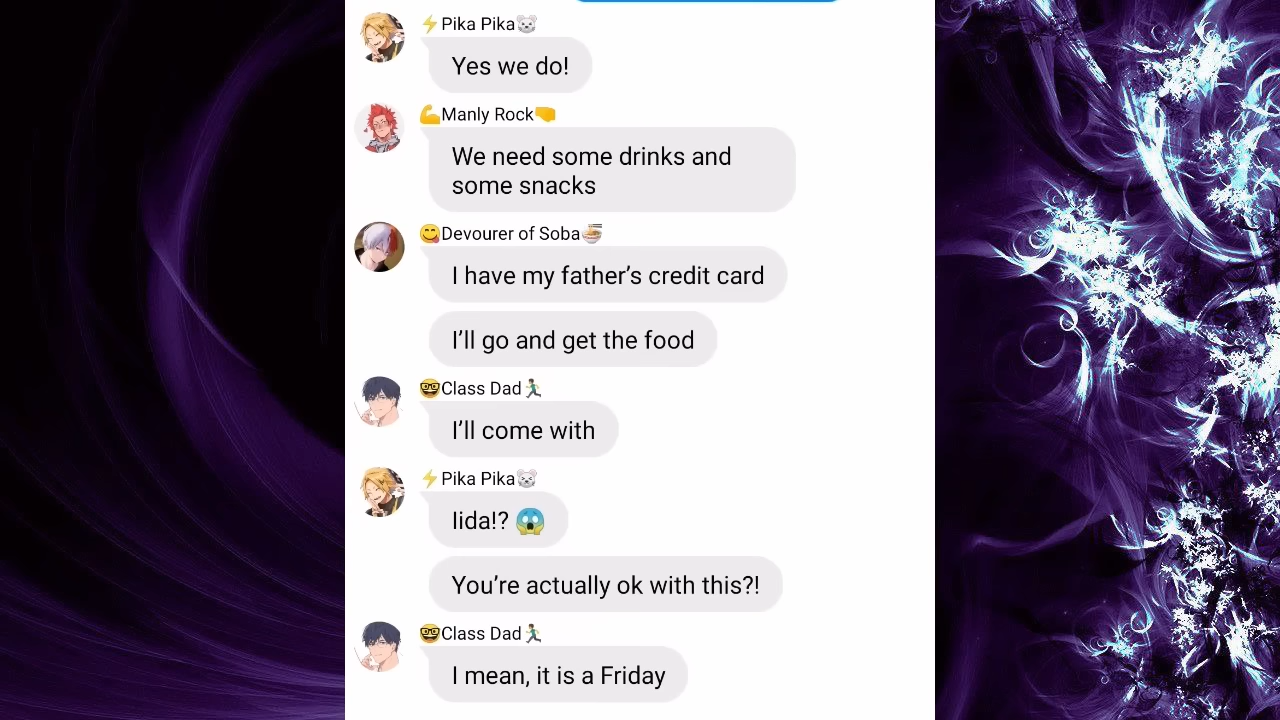 ⚡Pika Pika🐭
Yes we do!
💪Manly Rock🤜
We need some drinks and
some snacks
😋Devourer of Soba🍜
I have my father’s credit card
I’ll go and get the food
🤓Class Dad🏃🏻‍♂️
I’ll come with
⚡Pika Pika🐭
Iida!? 😱
You’re actually ok with this?!
🤓Class Dad🏃🏻‍♂️
I mean, it is a Friday